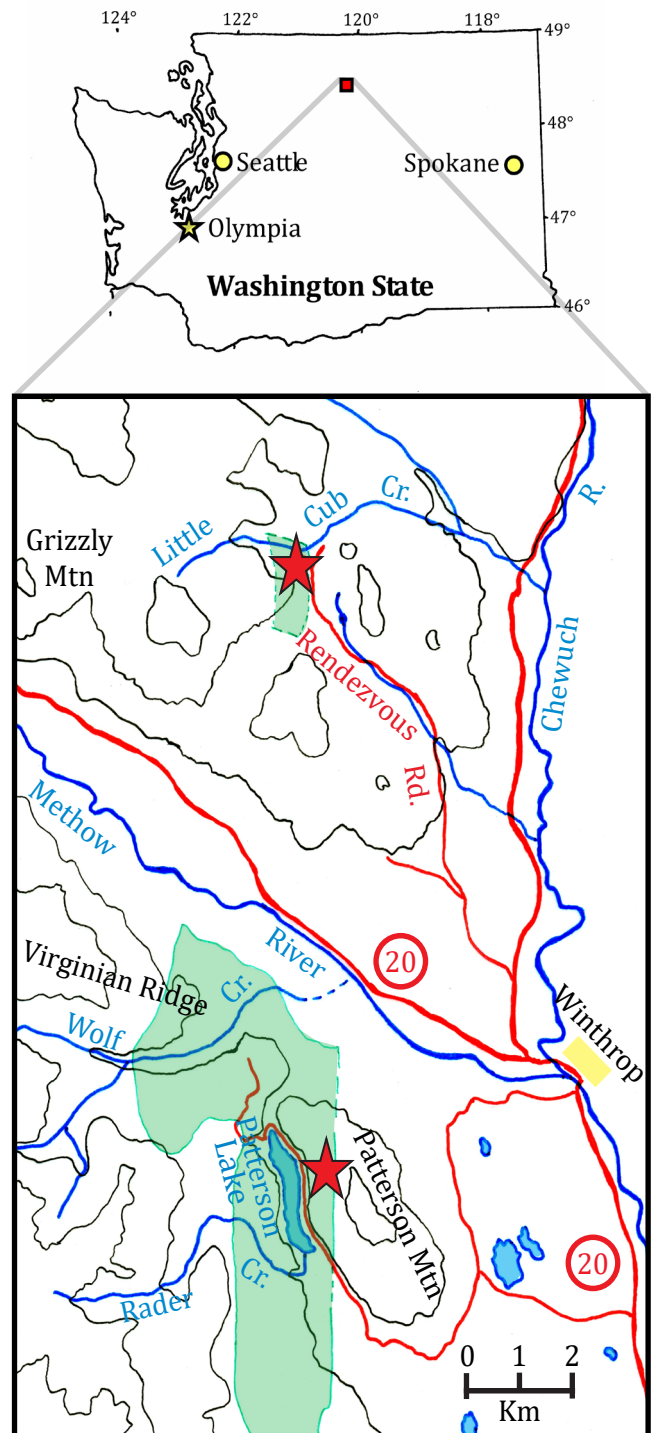 124°
122°
120°
118°
49°
48°
Seattle
Spokane
47°
Olympia
Washington State
46°
R.
Cr.
Cub
Little
Grizzly
Mtn
Chewuch
Rendezvous
Rd.
Methow
River
20
Virginian Ridge
Cr.
Wolf
Winthrop
Patterson
Lake
Patterson Mtn
Cr.
Rader
20
0 1 2
Km